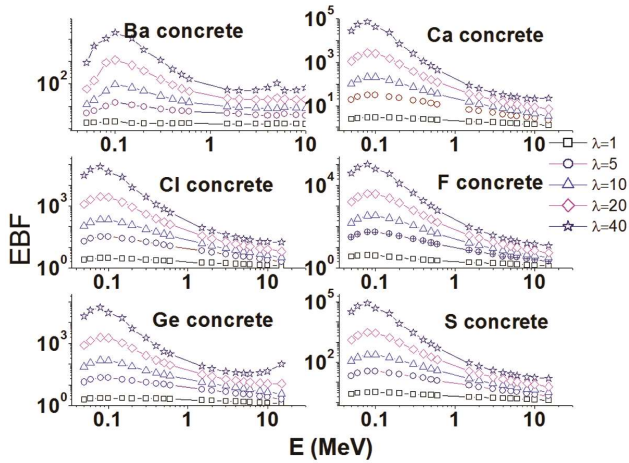 Ba concrete
10^2
0.1 1 10
Ca concrete
10^5
10^3
10^1
0.1 1 10
Cl concrete
10^3
10^0
0.1 1 10
F concrete
10^4
10^2
10^0
0.1 1 10
Ge concrete
10^3
10^0
0.1 1 10
S concrete
10^5
10^2
0.1 1 10
λ=1
λ=5
λ=10
λ=20
λ=40
EBF
E (MeV)